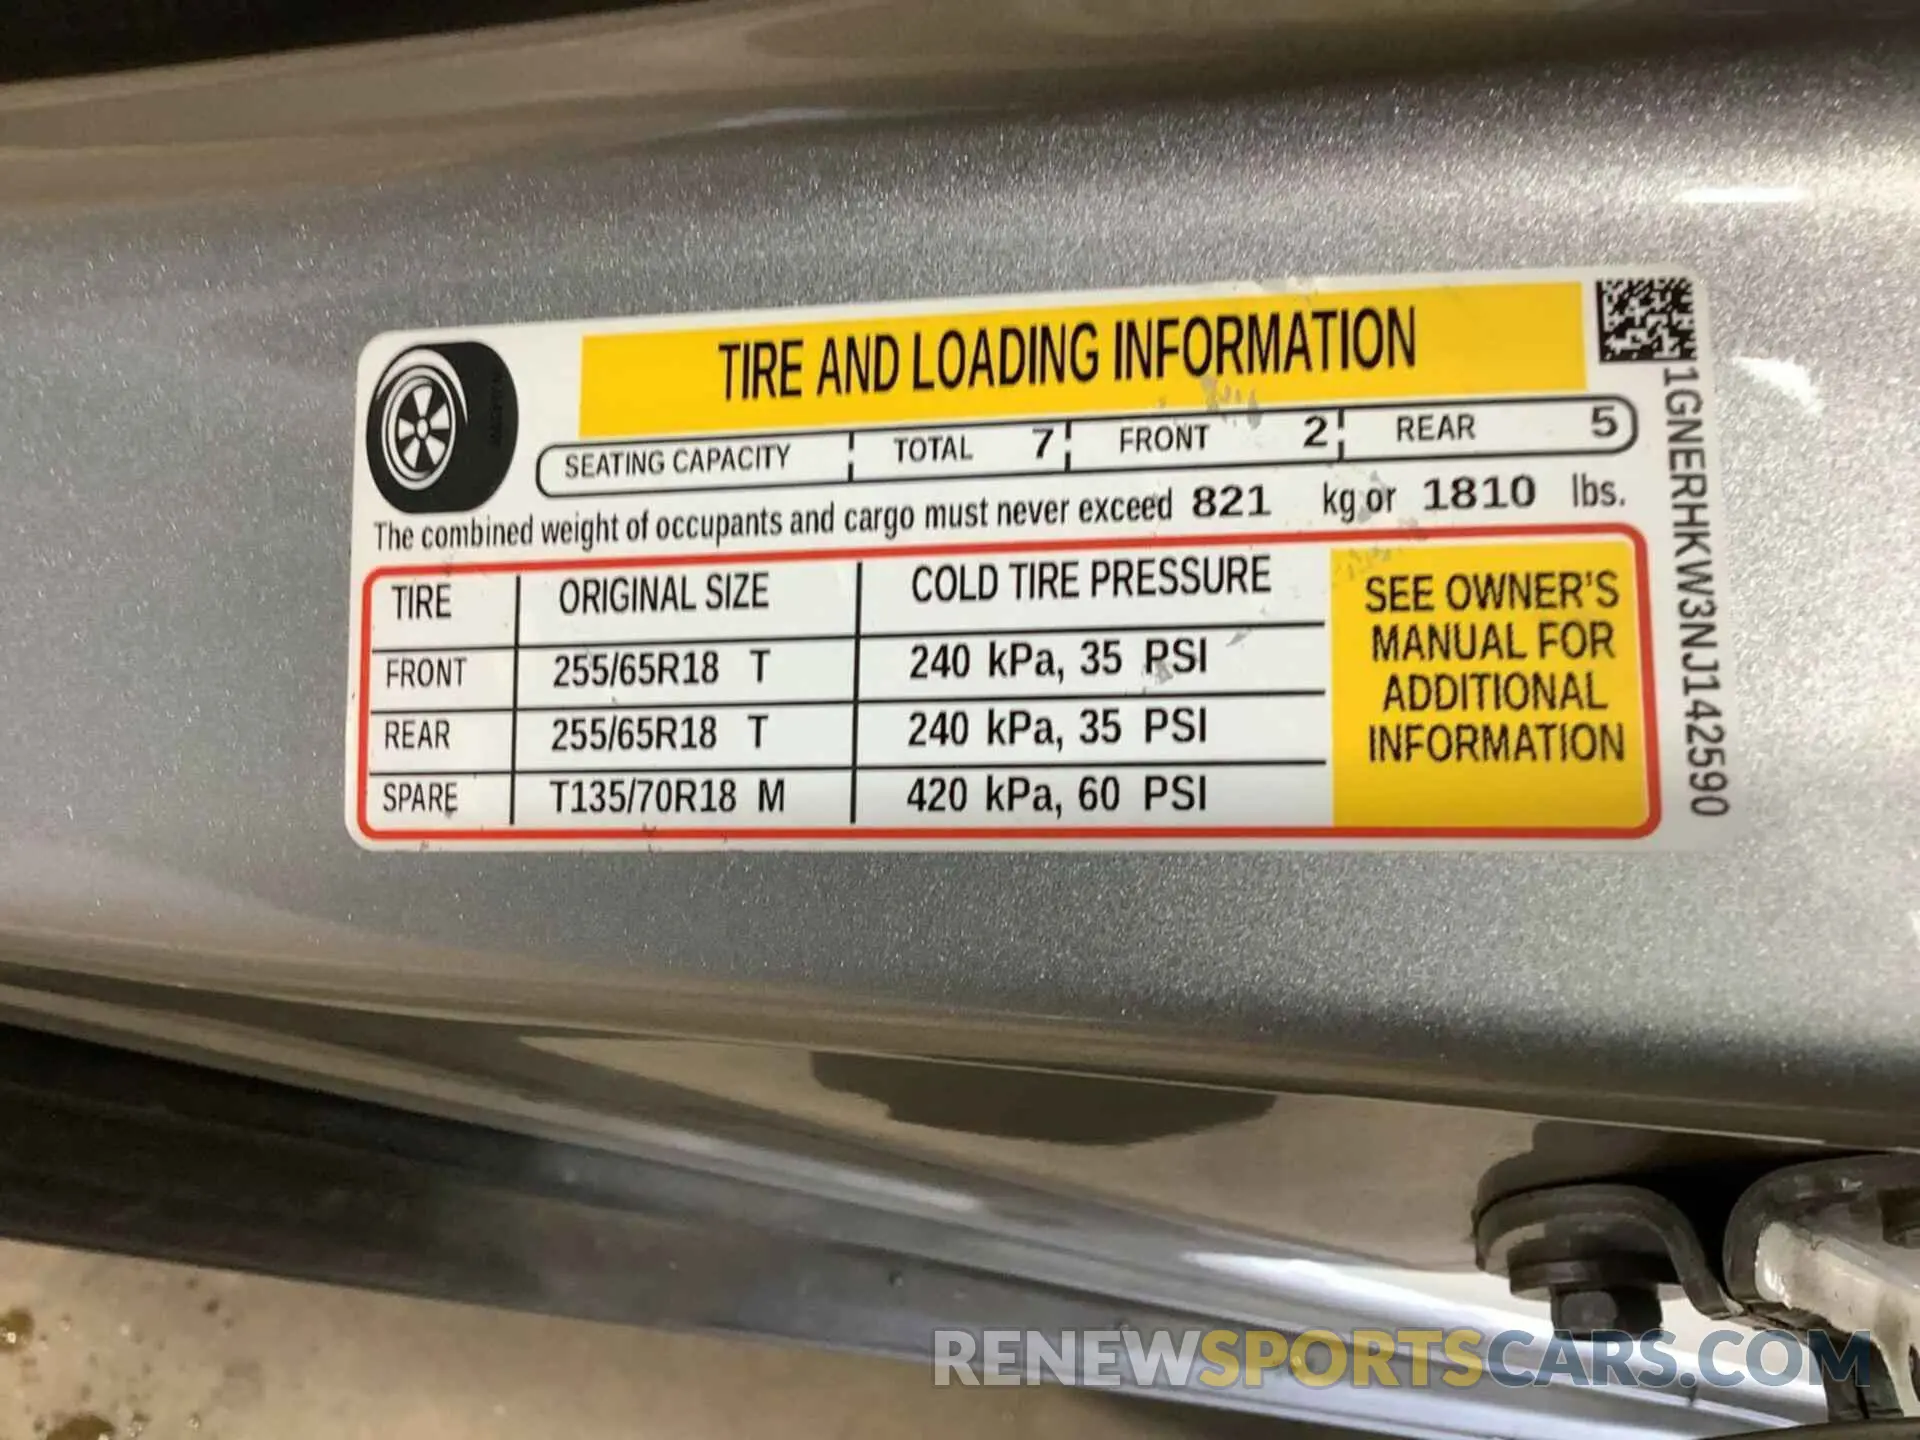 TIRE AND LOADING INFORMATION
SEATING CAPACITY TOTAL 7 FRONT 2 REAR 5
The combined weight of occupants and cargo must never exceed 821 kg or 1810 lbs.
TIRE ORIGINAL SIZE COLD TIRE PRESSURE
FRONT 255/65R18 T 240 kPa, 35 PSI
REAR 255/65R18 T 240 kPa, 35 PSI
SPARE T135/70R18 M 420 kPa, 60 PSI
SEE OWNER'S
MANUAL FOR
ADDITIONAL
INFORMATION
1GNERHKW3NJ142590
RENEWSPORTSCARS.COM